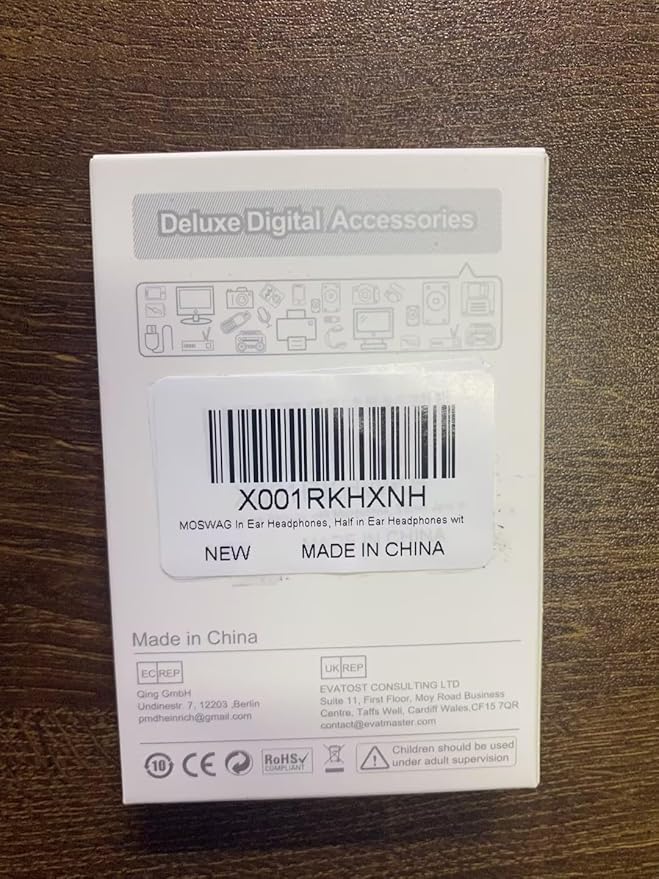 Deluxe Digital Accessories
X001RKHXNH
MOSWAG In Ear Headphones, Half in Ear Headphones wit
NEW MADE IN CHINA
Made in China
EC REP
Qing GmbH
Undinestr. 7, 12203 ,Berlin
pmdheinrich@gmail.com
UK REP
EVATOST CONSULTING LTD
Suite 11, First Floor, Moy Road Business
Centre, Taffs Well, Cardiff Wales,CF15 7QR
contact@evatmaster.com
10 CE RoHS
COMPLIANT
Children should be used
under adult supervision